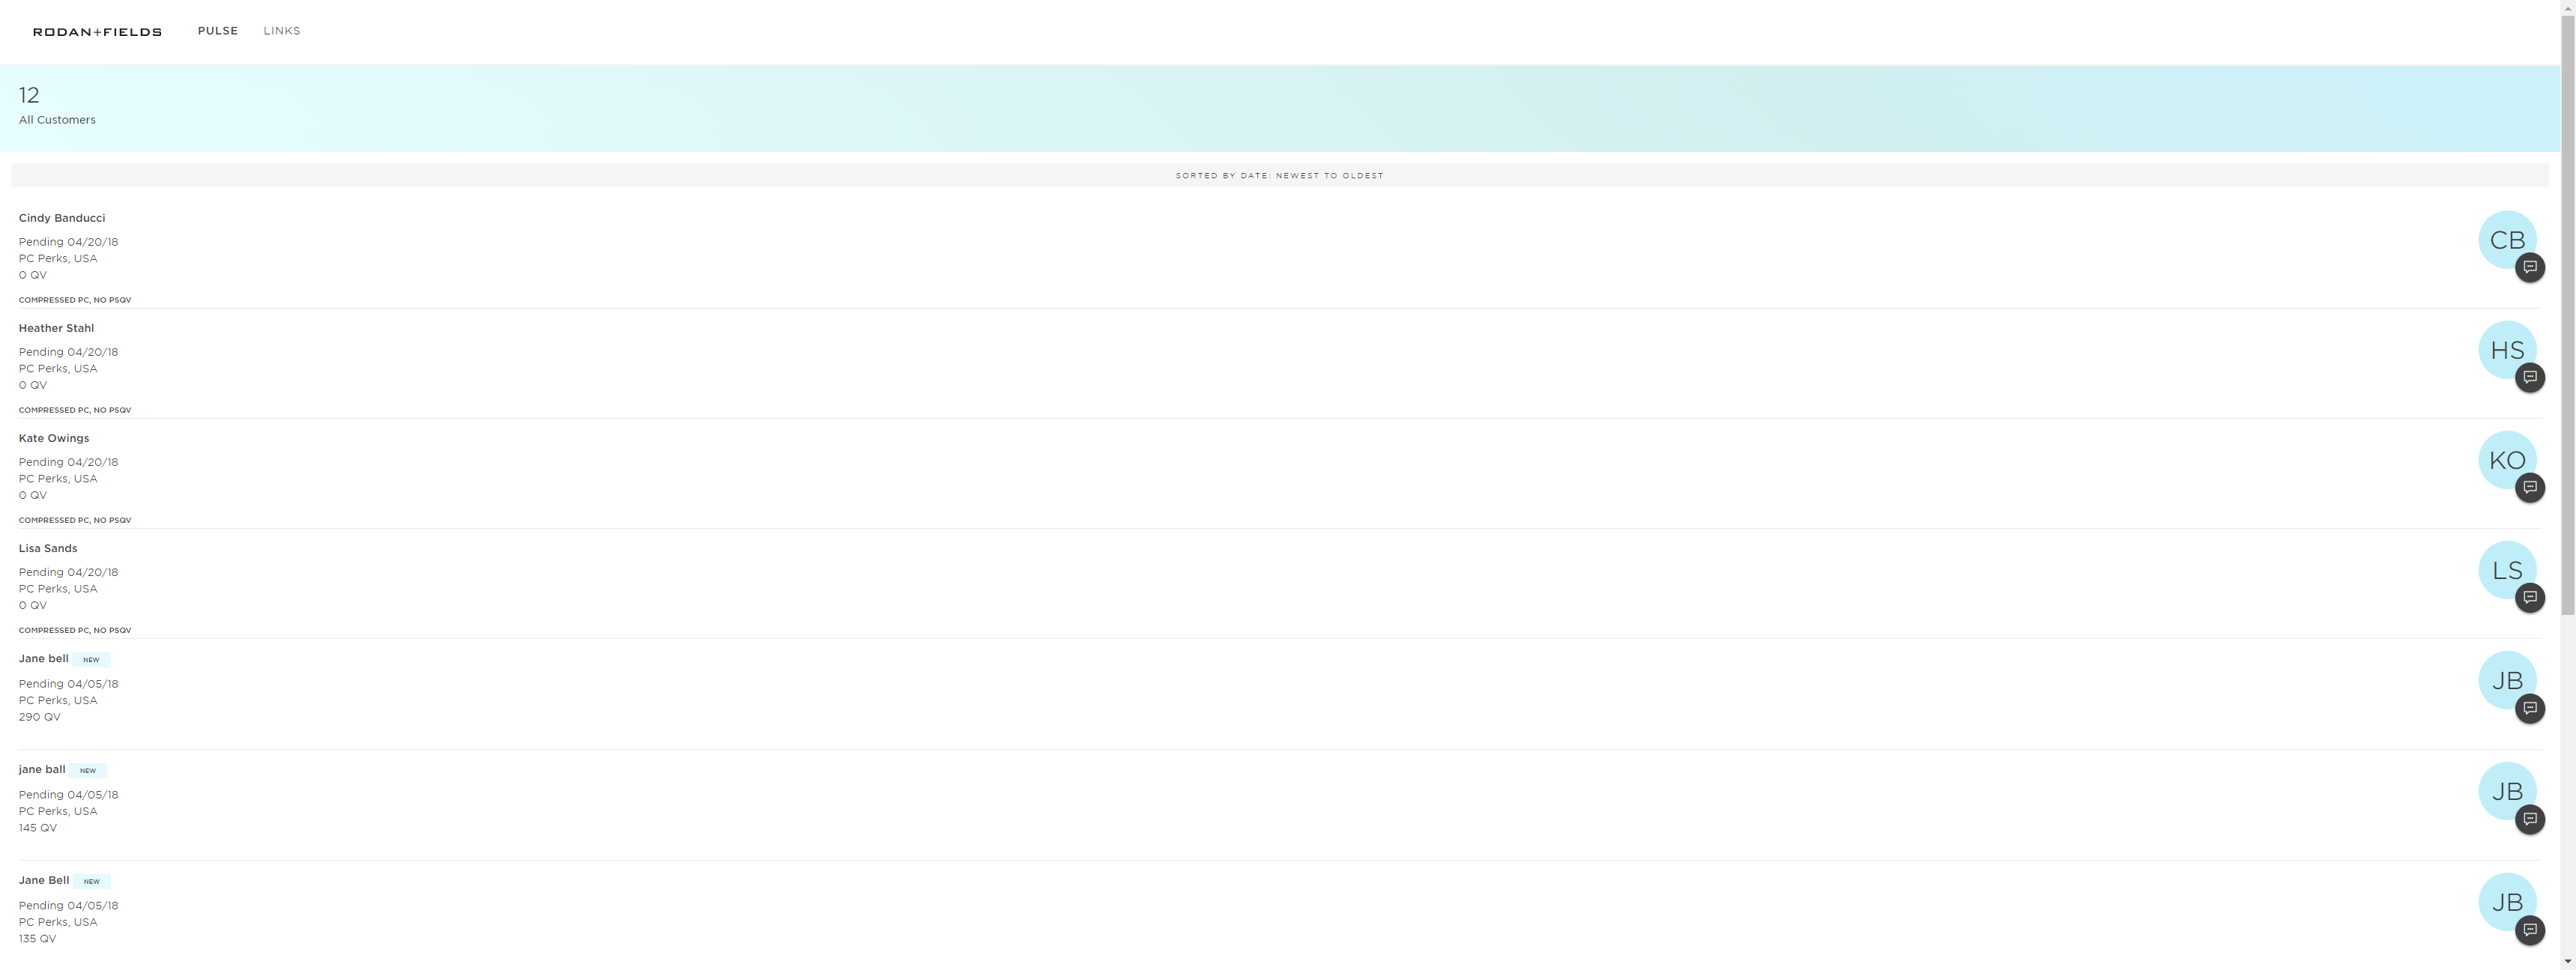 RODAN+FIELDS PULSE LINKS
12
All Customers
SORTED BY DATE: NEWEST TO OLDEST
Cindy Banducci
Pending 04/20/18
PC Perks, USA
0 QV
COMPRESSED PC, NO PSQV
CB
Heather Stahl
Pending 04/20/18
PC Perks, USA
0 QV
COMPRESSED PC, NO PSQV
HS
Kate Owings
Pending 04/20/18
PC Perks, USA
0 QV
COMPRESSED PC, NO PSQV
KO
Lisa Sands
Pending 04/20/18
PC Perks, USA
0 QV
COMPRESSED PC, NO PSQV
LS
Jane bell NEW
Pending 04/05/18
PC Perks, USA
290 QV
JB
jane ball NEW
Pending 04/05/18
PC Perks, USA
145 QV
JB
Jane Bell NEW
Pending 04/05/18
PC Perks, USA
135 QV
JB